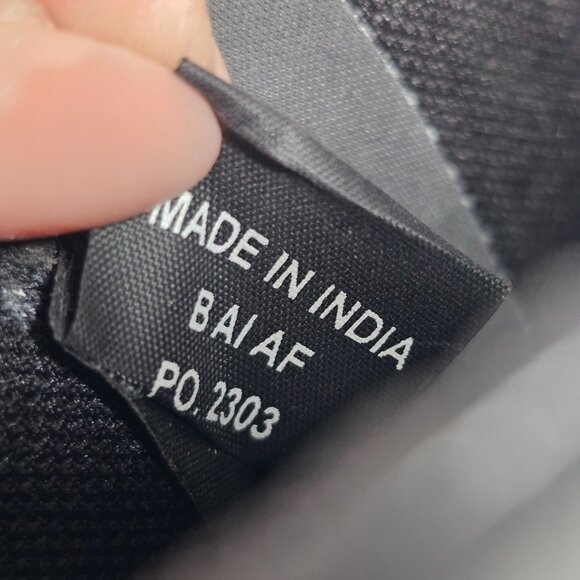 MADE IN INDIA
BAI AF
PO. 2303